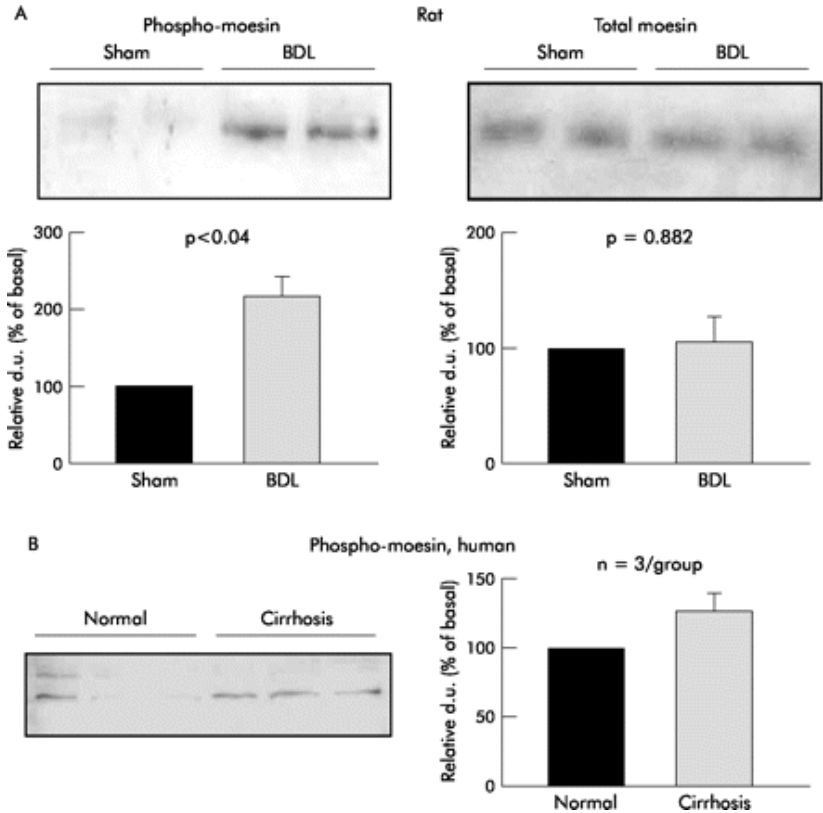 A
Rat
Phospho-moesin
Sham BDL
Total moesin
Sham BDL
300
200
100
0
Relative d.u. (% of basal)
p<0.04
Sham BDL
200
100
0
Relative d.u. (% of basal)
p = 0.882
Sham BDL
B
Phospho-moesin, human
Normal Cirrhosis
n = 3/group
150
100
50
0
Relative d.u. (% of basal)
Normal Cirrhosis